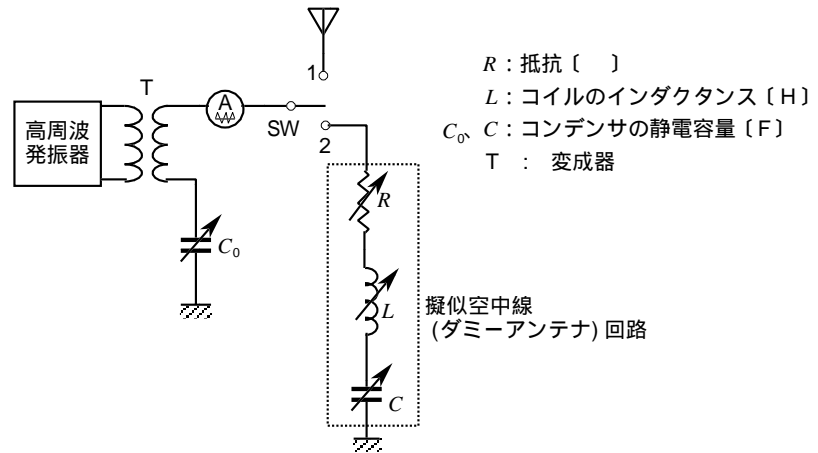 1
T
A
SW
2
高周波
発振器
C₀
R
L
C
擬似空中線
(ダミーアンテナ) 回路
R：抵抗〔　〕
L：コイルのインダクタンス〔H〕
C₀、C：コンデンサの静電容量〔F〕
T ： 変成器